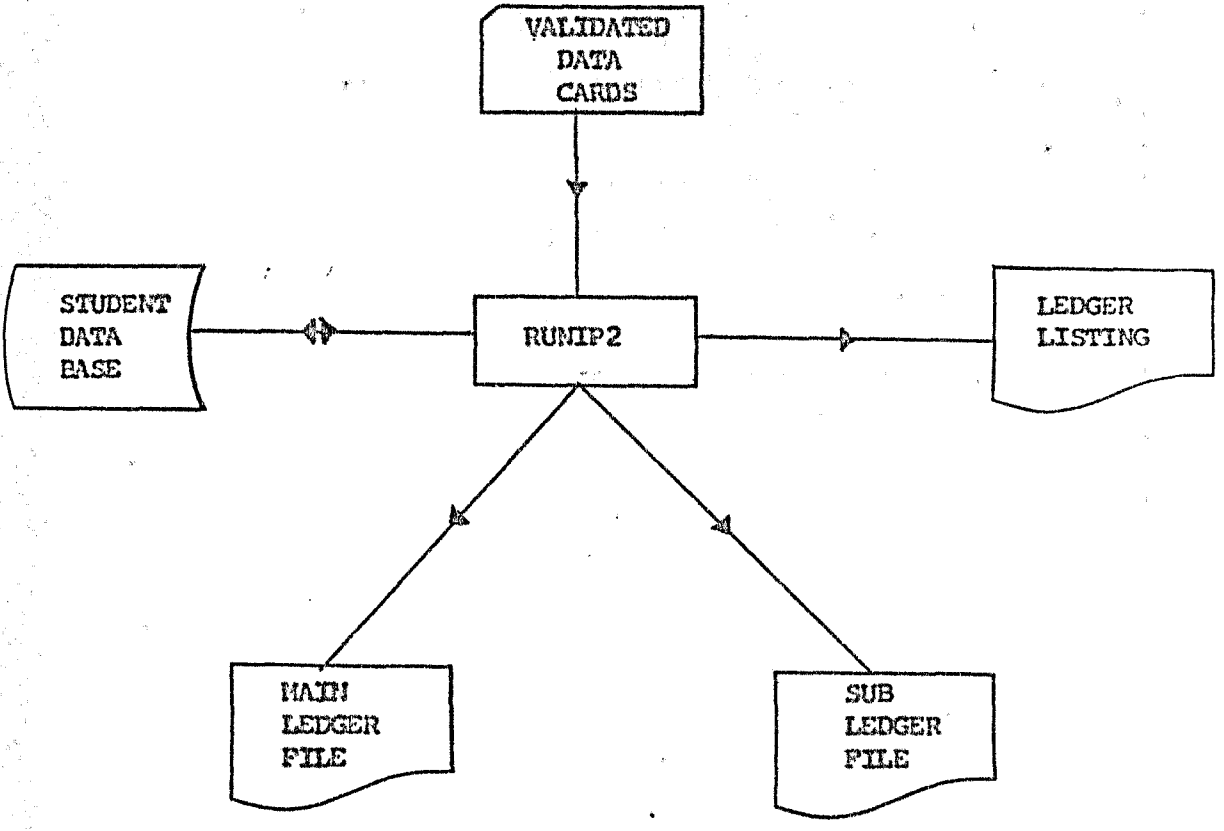 VALIDATED
DATA
CARDS
STUDENT
DATA
BASE
RUNIP2
LEDGER
LISTING
MAIN
LEDGER
FILE
SUB
LEDGER
FILE